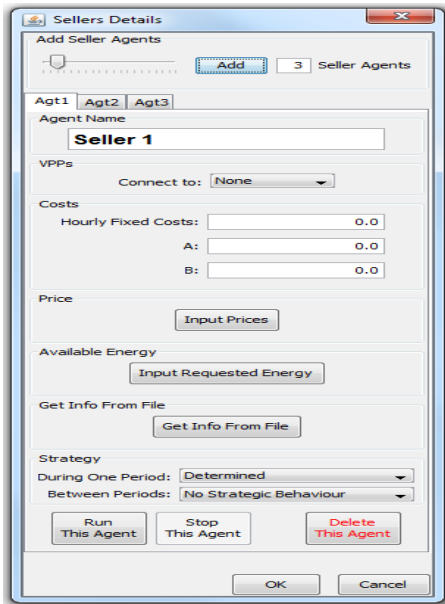 Sellers Details
Add Seller Agents
Add 3 Seller Agents
Agt1 Agt2 Agt3
Agent Name
Seller 1
VPPs
Connect to: None
Costs
Hourly Fixed Costs: 0.0
A: 0.0
B: 0.0
Price
Input Prices
Available Energy
Input Requested Energy
Get Info From File
Get Info From File
Strategy
During One Period: Determined
Between Periods: No Strategic Behaviour
Run Stop Delete
This Agent This Agent This Agent
OK Cancel